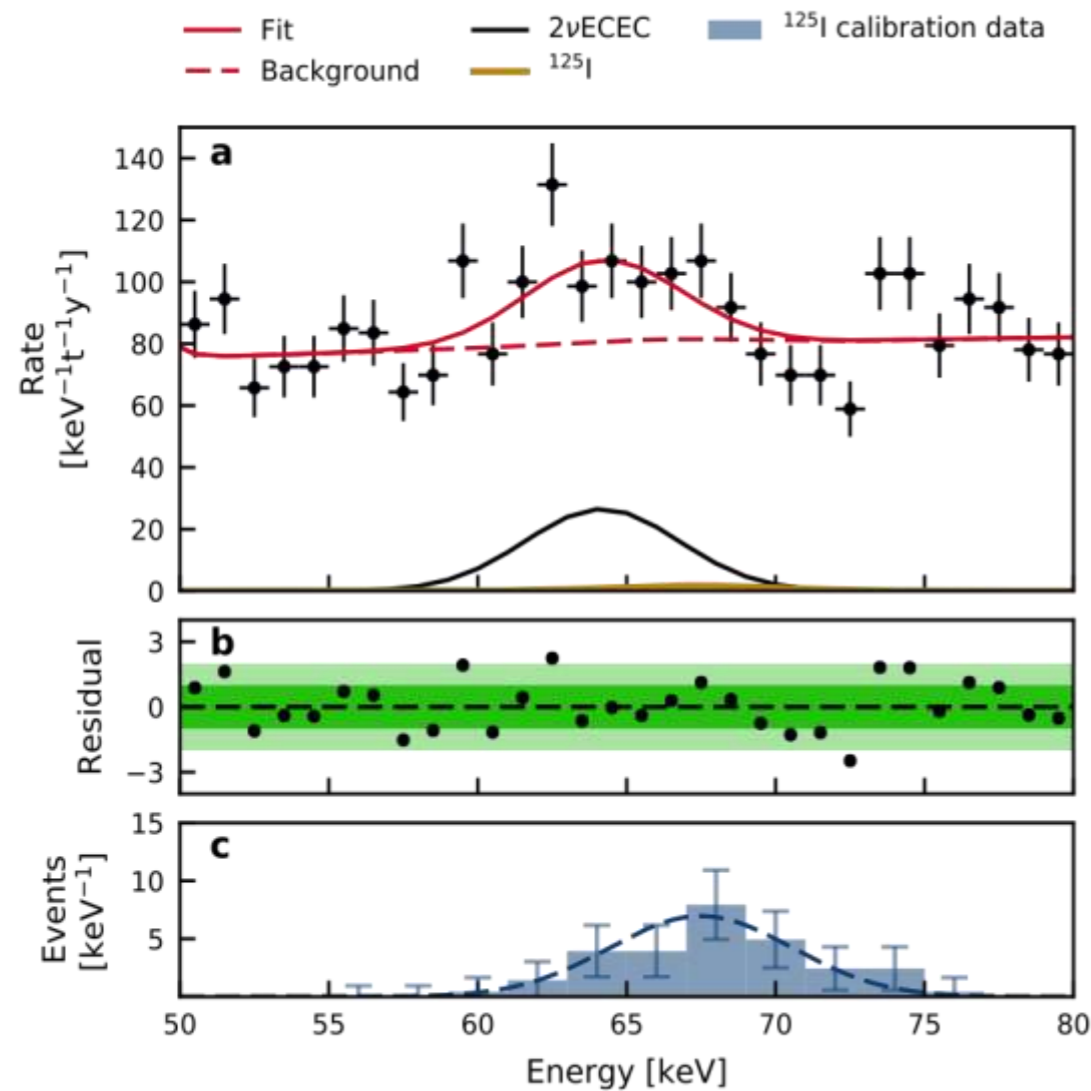 Fit
Background
2νECEC
¹²⁵I
¹²⁵I calibration data
a
140
120
100
80
60
40
20
0
Rate
[keV⁻¹t⁻¹y⁻¹]
b
3
0
−3
Residual
c
15
10
5
Events
[keV⁻¹]
50 55 60 65 70 75 80
Energy [keV]